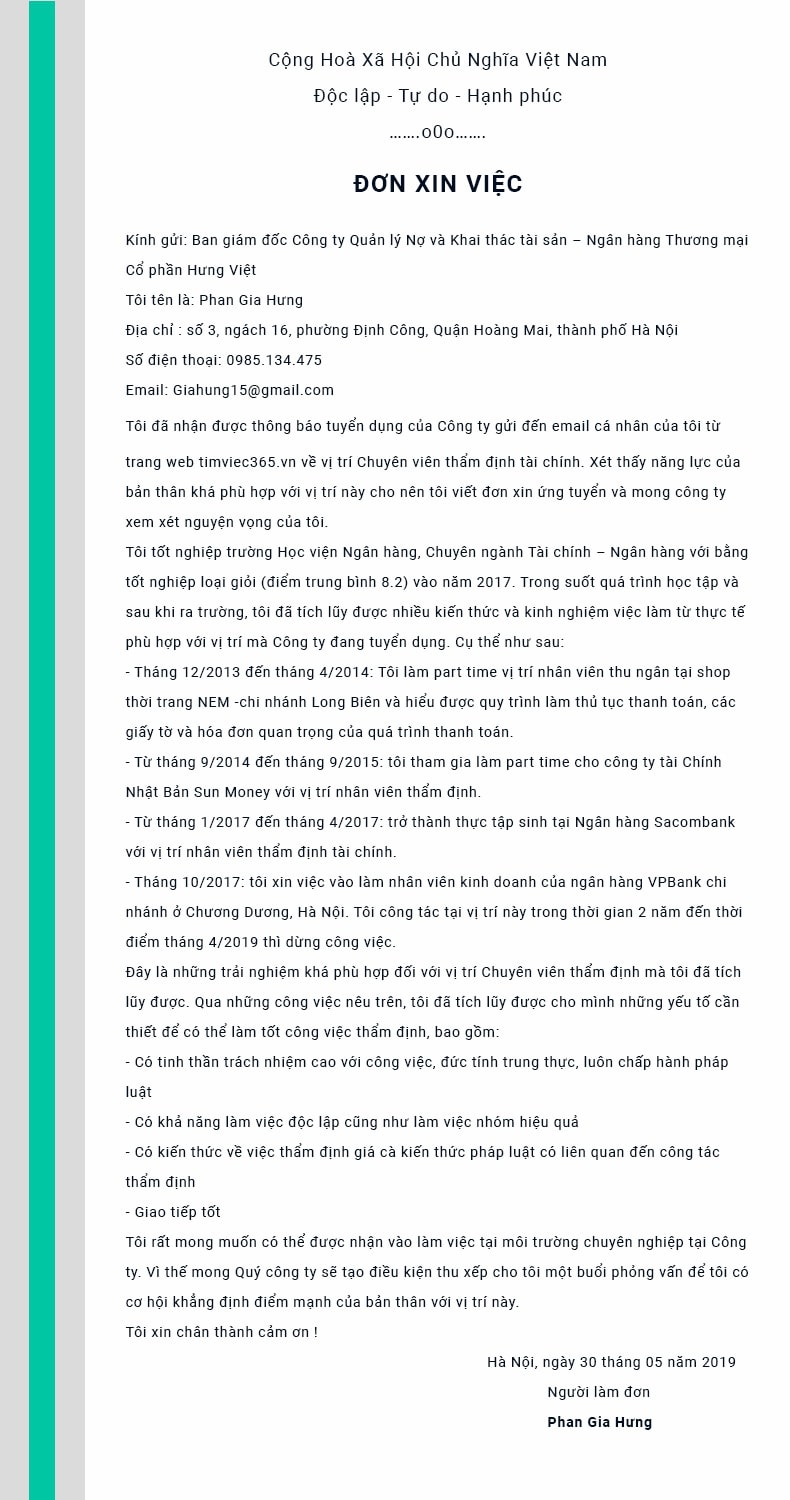 Cộng Hoà Xã Hội Chủ Nghĩa Việt Nam
Độc lập - Tự do - Hạnh phúc
.......o0o.......
ĐƠN XIN VIỆC
Kính gửi: Ban giám đốc Công ty Quản lý Nợ và Khai thác tài sản – Ngân hàng Thương mại
Cổ phần Hưng Việt
Tôi tên là: Phan Gia Hưng
Địa chỉ : số 3, ngách 16, phường Định Công, Quận Hoàng Mai, thành phố Hà Nội
Số điện thoại: 0985.134.475
Email: Giahung15@gmail.com
Tôi đã nhận được thông báo tuyển dụng của Công ty gửi đến email cá nhân của tôi từ
trang web timviec365.vn về vị trí Chuyên viên thẩm định tài chính. Xét thấy năng lực của
bản thân khá phù hợp với vị trí này cho nên tôi viết đơn xin ứng tuyển và mong công ty
xem xét nguyện vọng của tôi.
Tôi tốt nghiệp trường Học viện Ngân hàng, Chuyên ngành Tài chính – Ngân hàng với bằng
tốt nghiệp loại giỏi (điểm trung bình 8.2) vào năm 2017. Trong suốt quá trình học tập và
sau khi ra trường, tôi đã tích lũy được nhiều kiến thức và kinh nghiệm việc làm từ thực tế
phù hợp với vị trí mà Công ty đang tuyển dụng. Cụ thể như sau:
- Tháng 12/2013 đến tháng 4/2014: Tôi làm part time vị trí nhân viên thu ngân tại shop
thời trang NEM -chi nhánh Long Biên và hiểu được quy trình làm thủ tục thanh toán, các
giấy tờ và hóa đơn quan trọng của quá trình thanh toán.
- Từ tháng 9/2014 đến tháng 9/2015: tôi tham gia làm part time cho công ty tài Chính
Nhật Bản Sun Money với vị trí nhân viên thẩm định.
- Từ tháng 1/2017 đến tháng 4/2017: trở thành thực tập sinh tại Ngân hàng Sacombank
với vị trí nhân viên thẩm định tài chính.
- Tháng 10/2017: tôi xin việc vào làm nhân viên kinh doanh của ngân hàng VPBank chi
nhánh ở Chương Dương, Hà Nội. Tôi công tác tại vị trí này trong thời gian 2 năm đến thời
điểm tháng 4/2019 thì dừng công việc.
Đây là những trải nghiệm khá phù hợp đối với vị trí Chuyên viên thẩm định mà tôi đã tích
lũy được. Qua những công việc nêu trên, tôi đã tích lũy được cho mình những yếu tố cần
thiết để có thể làm tốt công việc thẩm định, bao gồm:
- Có tinh thần trách nhiệm cao với công việc, đức tính trung thực, luôn chấp hành pháp
luật
- Có khả năng làm việc độc lập cũng như làm việc nhóm hiệu quả
- Có kiến thức về việc thẩm định giá cà kiến thức pháp luật có liên quan đến công tác
thẩm định
- Giao tiếp tốt
Tôi rất mong muốn có thể được nhận vào làm việc tại môi trường chuyên nghiệp tại Công
ty. Vì thế mong Quý công ty sẽ tạo điều kiện thu xếp cho tôi một buổi phỏng vấn để tôi có
cơ hội khẳng định điểm mạnh của bản thân với vị trí này.
Tôi xin chân thành cảm ơn !
Hà Nội, ngày 30 tháng 05 năm 2019
Người làm đơn
Phan Gia Hưng